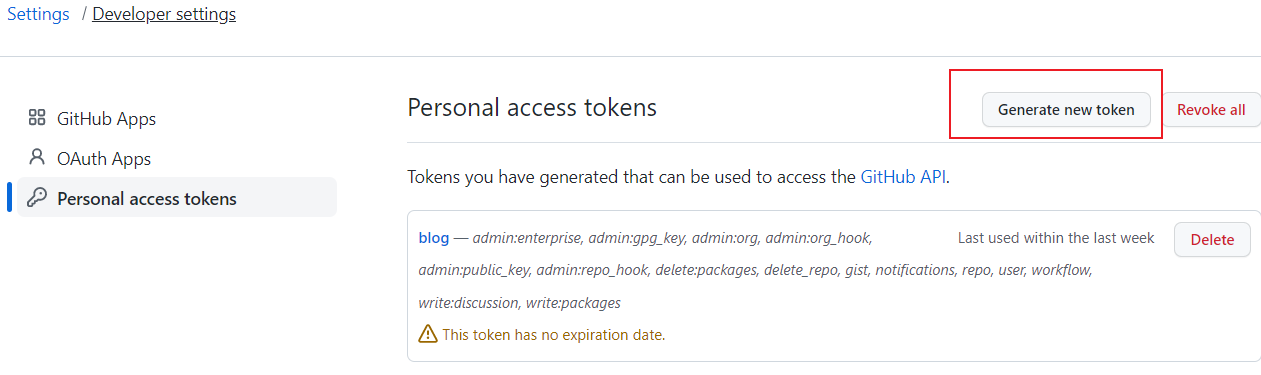 Settings / Developer settings
GitHub Apps
OAuth Apps
Personal access tokens
Personal access tokens
Generate new token
Revoke all
Tokens you have generated that can be used to access the GitHub API.
blog — admin:enterprise, admin:gpg_key, admin:org, admin:org_hook,
admin:public_key, admin:repo_hook, delete:packages, delete_repo, gist, notifications, repo, user, workflow,
write:discussion, write:packages
Last used within the last week
Delete
This token has no expiration date.